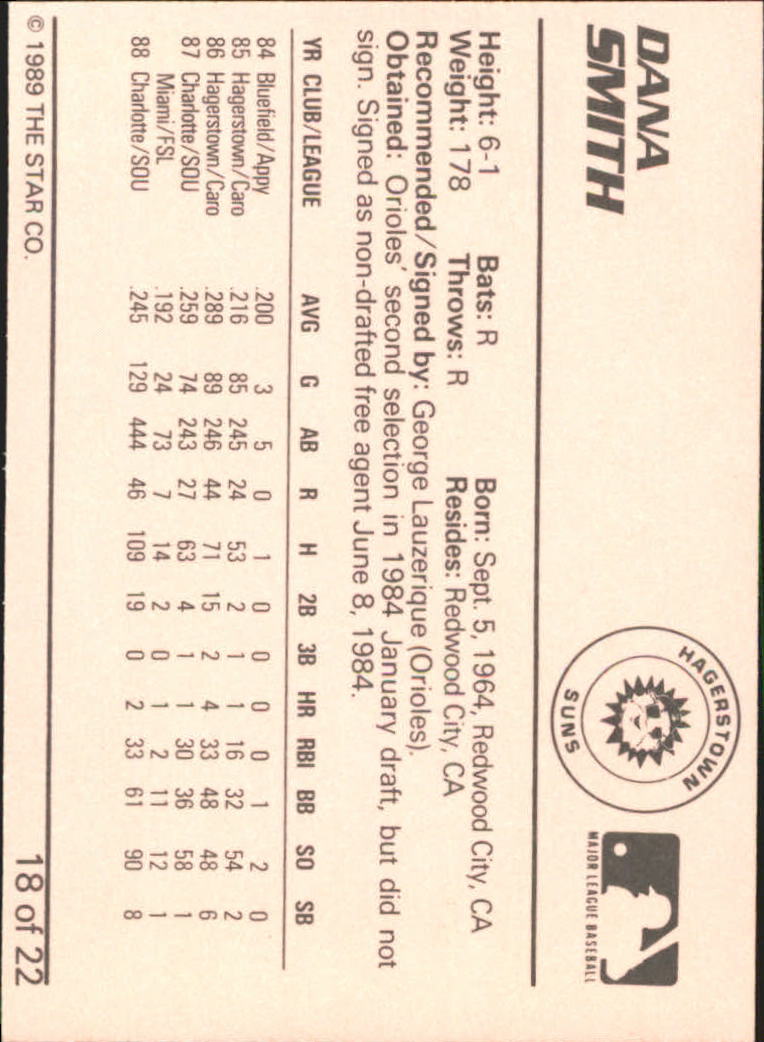 DANA
SMITH
HAGERSTOWN
SUNS
MAJOR LEAGUE BASEBALL
Height: 6-1 Bats: R Born: Sept. 5, 1964, Redwood City, CA
Weight: 178 Throws: R Resides: Redwood City, CA
Recommended/Signed by: George Lauzerique (Orioles).
Obtained: Orioles' second selection in 1984 January draft, but did not
sign. Signed as non-drafted free agent June 8, 1984.
YR CLUB/LEAGUE AVG G AB R H 2B 3B HR RBI BB SO SB
84 Bluefield/Appy .200 3 5 0 1 0 0 0 0 1 2 0
85 Hagerstown/Caro .216 85 245 24 53 2 1 1 16 32 54 2
86 Hagerstown/Caro .289 89 246 44 71 15 2 4 33 48 48 6
87 Charlotte/SOU .259 74 243 27 63 4 1 1 30 36 58 1
Miami/FSL .192 24 73 7 14 2 0 1 2 11 12 1
88 Charlotte/SOU .245 129 444 46 109 19 0 2 33 61 90 8
© 1989 THE STAR CO. 18 of 22